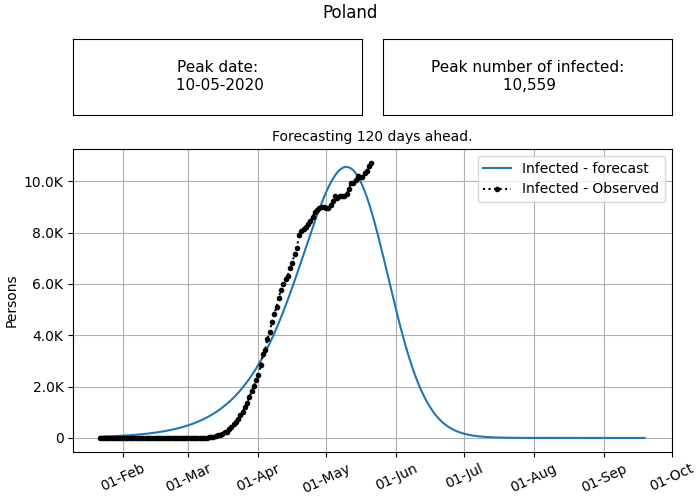 Poland
Peak date:
10-05-2020
Peak number of infected:
10,559
Forecasting 120 days ahead.
Infected - forecast
Infected - Observed
Persons
10.0K
8.0K
6.0K
4.0K
2.0K
0
01-Feb
01-Mar
01-Apr
01-May
01-Jun
01-Jul
01-Aug
01-Sep
01-Oct